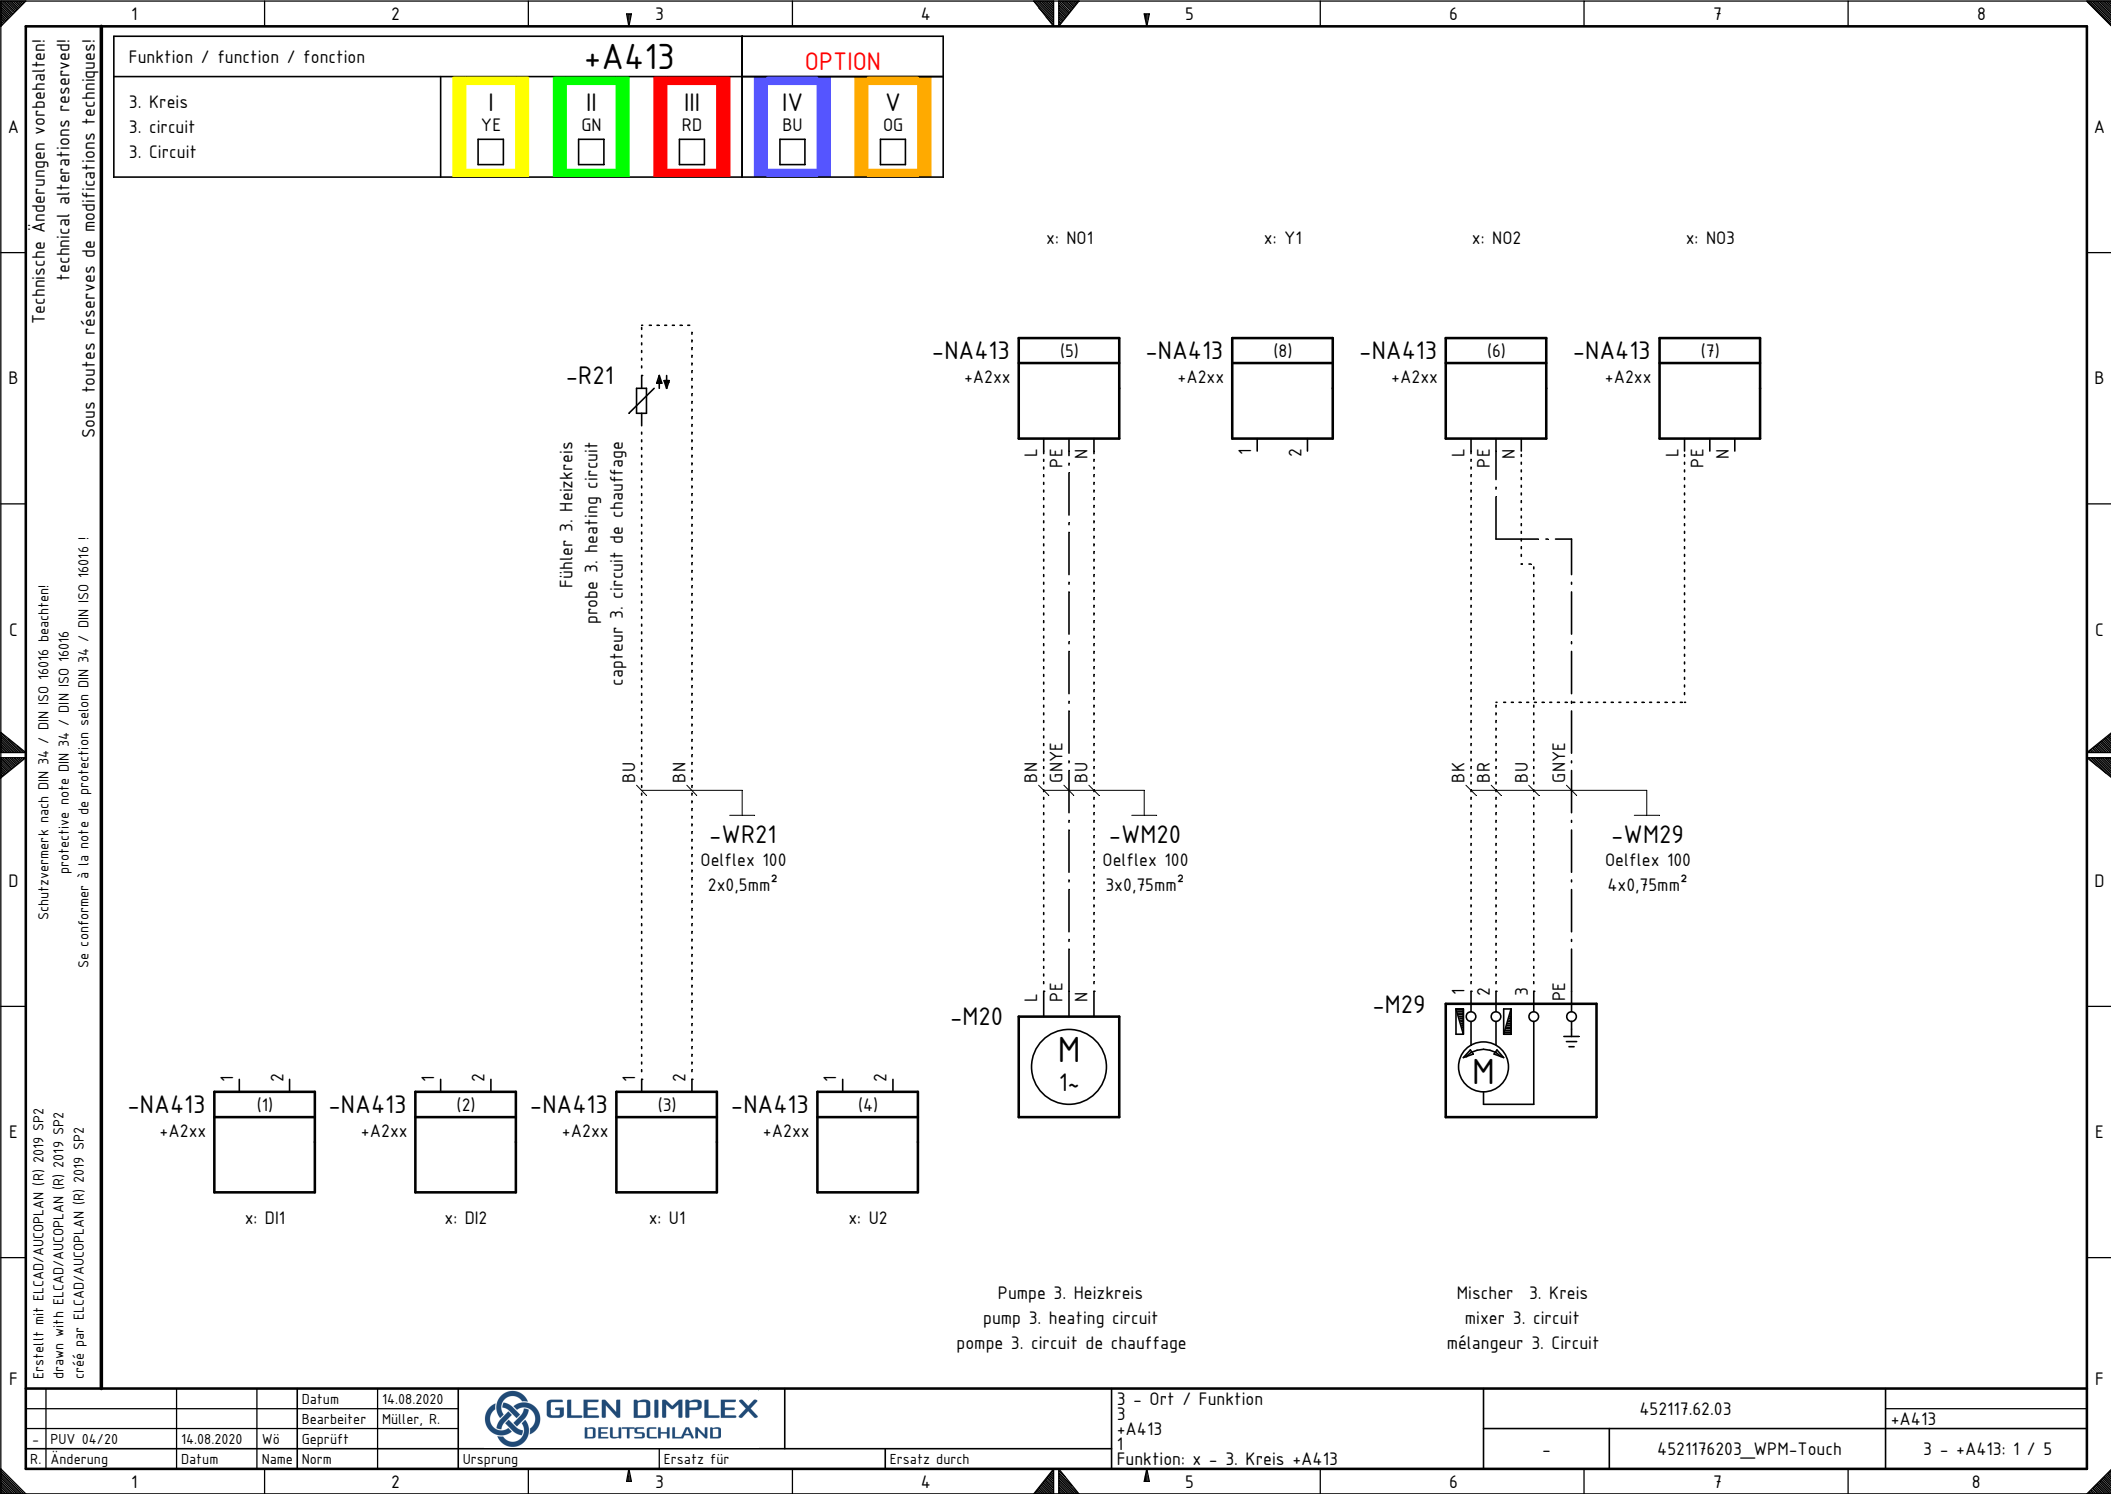 1 2 3 4 5 6 7 8
A
B
C
D
E
F
Technische Änderungen vorbehalten!
technical alterations reserved!
Sous toutes réserves de modifications techniques!
Schutzvermerk nach DIN 34 / DIN ISO 16016 beachten!
protective note DIN 34 / DIN ISO 16016
Se conformer à la note de protection selon DIN 34 / DIN ISO 16016 !
Erstellt mit ELCAD/AUCOPLAN (R) 2019 SP2
drawn with ELCAD/AUCOPLAN (R) 2019 SP2
créé par ELCAD/AUCOPLAN (R) 2019 SP2
Funktion / function / fonction +A413 OPTION
3. Kreis
3. circuit
3. Circuit
I II III IV V
YE GN RD BU OG
x: NO1 x: Y1 x: NO2 x: NO3
-NA413 (5) -NA413 (8) -NA413 (6) -NA413 (7)
+A2xx +A2xx +A2xx +A2xx
L PE N 1 2 L PE N L PE N
-R21
Fühler 3. Heizkreis
probe 3. heating circuit
capteur 3. circuit de chauffage
BU BN BN GNYE BU BK BR BU GNYE
-WR21 -WM20 -WM29
Oelflex 100 Oelflex 100 Oelflex 100
2x0,5mm² 3x0,75mm² 4x0,75mm²
L PE N 1 2 3 PE
-M20 -M29
M
1~
M
1 2 1 2 1 2 1 2
-NA413 (1) -NA413 (2) -NA413 (3) -NA413 (4)
+A2xx +A2xx +A2xx +A2xx
x: DI1 x: DI2 x: U1 x: U2
Pumpe 3. Heizkreis
pump 3. heating circuit
pompe 3. circuit de chauffage
Mischer 3. Kreis
mixer 3. circuit
mélangeur 3. Circuit
Datum 14.08.2020
Bearbeiter Müller, R.
- PUV 04/20 14.08.2020 Wö Geprüft
R. Änderung Datum Name Norm
GLEN DIMPLEX
DEUTSCHLAND
Ursprung Ersatz für Ersatz durch
3 - Ort / Funktion
3
+A413
1
Funktion: x - 3. Kreis +A413
452117.62.03
- 4521176203_WPM-Touch
+A413
3 - +A413: 1 / 5
A
B
C
D
E
F
1 2 3 4 5 6 7 8